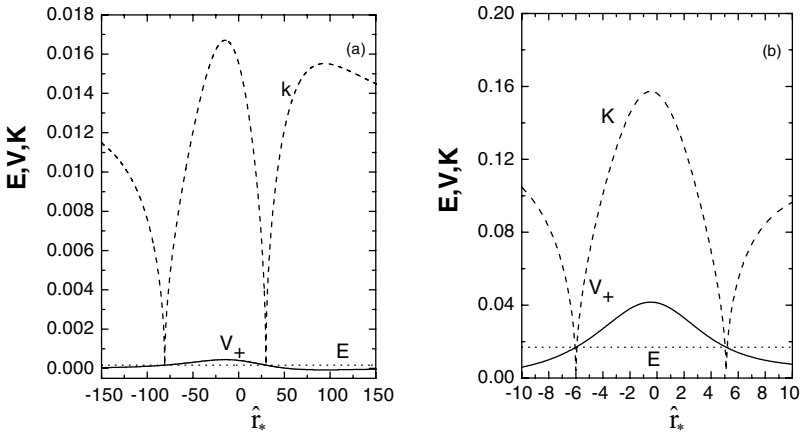 0.018
0.016
0.014
0.012
0.010
0.008
0.006
0.004
0.002
0.000
E,V,K
(a)
k
V+
E
-150 -100 -50 0 50 100 150
r̂*
0.20
0.16
0.12
0.08
0.04
0.00
E,V,K
(b)
K
V+
E
-10 -8 -6 -4 -2 0 2 4 6 8 10
r̂*